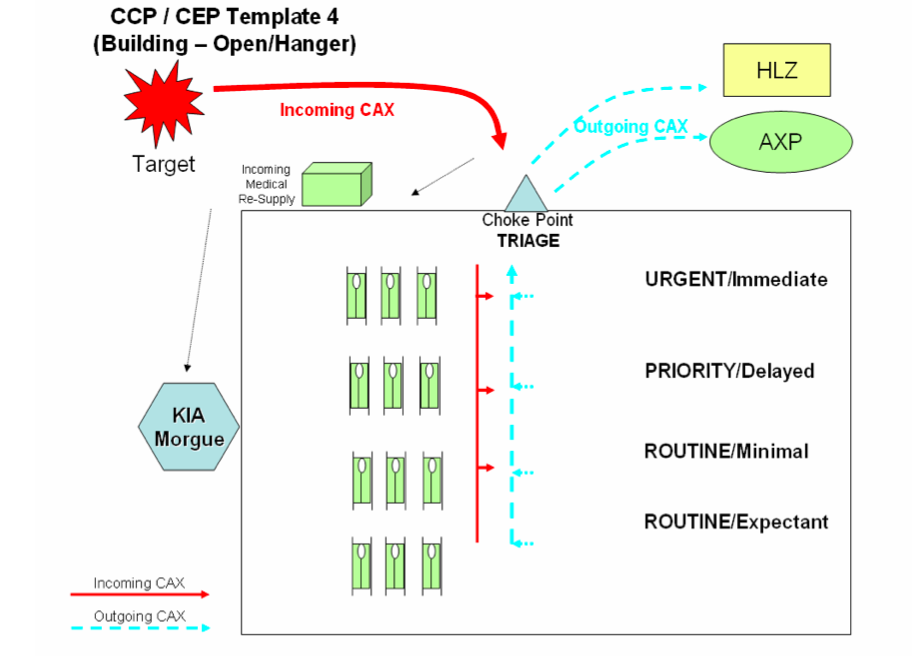 CCP / CEP Template 4
(Building – Open/Hanger)
HLZ
Incoming CAX
Outgoing CAX
AXP
Target
Incoming
Medical
Re-Supply
Choke Point
TRIAGE
URGENT/Immediate
PRIORITY/Delayed
KIA
Morgue
ROUTINE/Minimal
ROUTINE/Expectant
Incoming CAX
Outgoing CAX